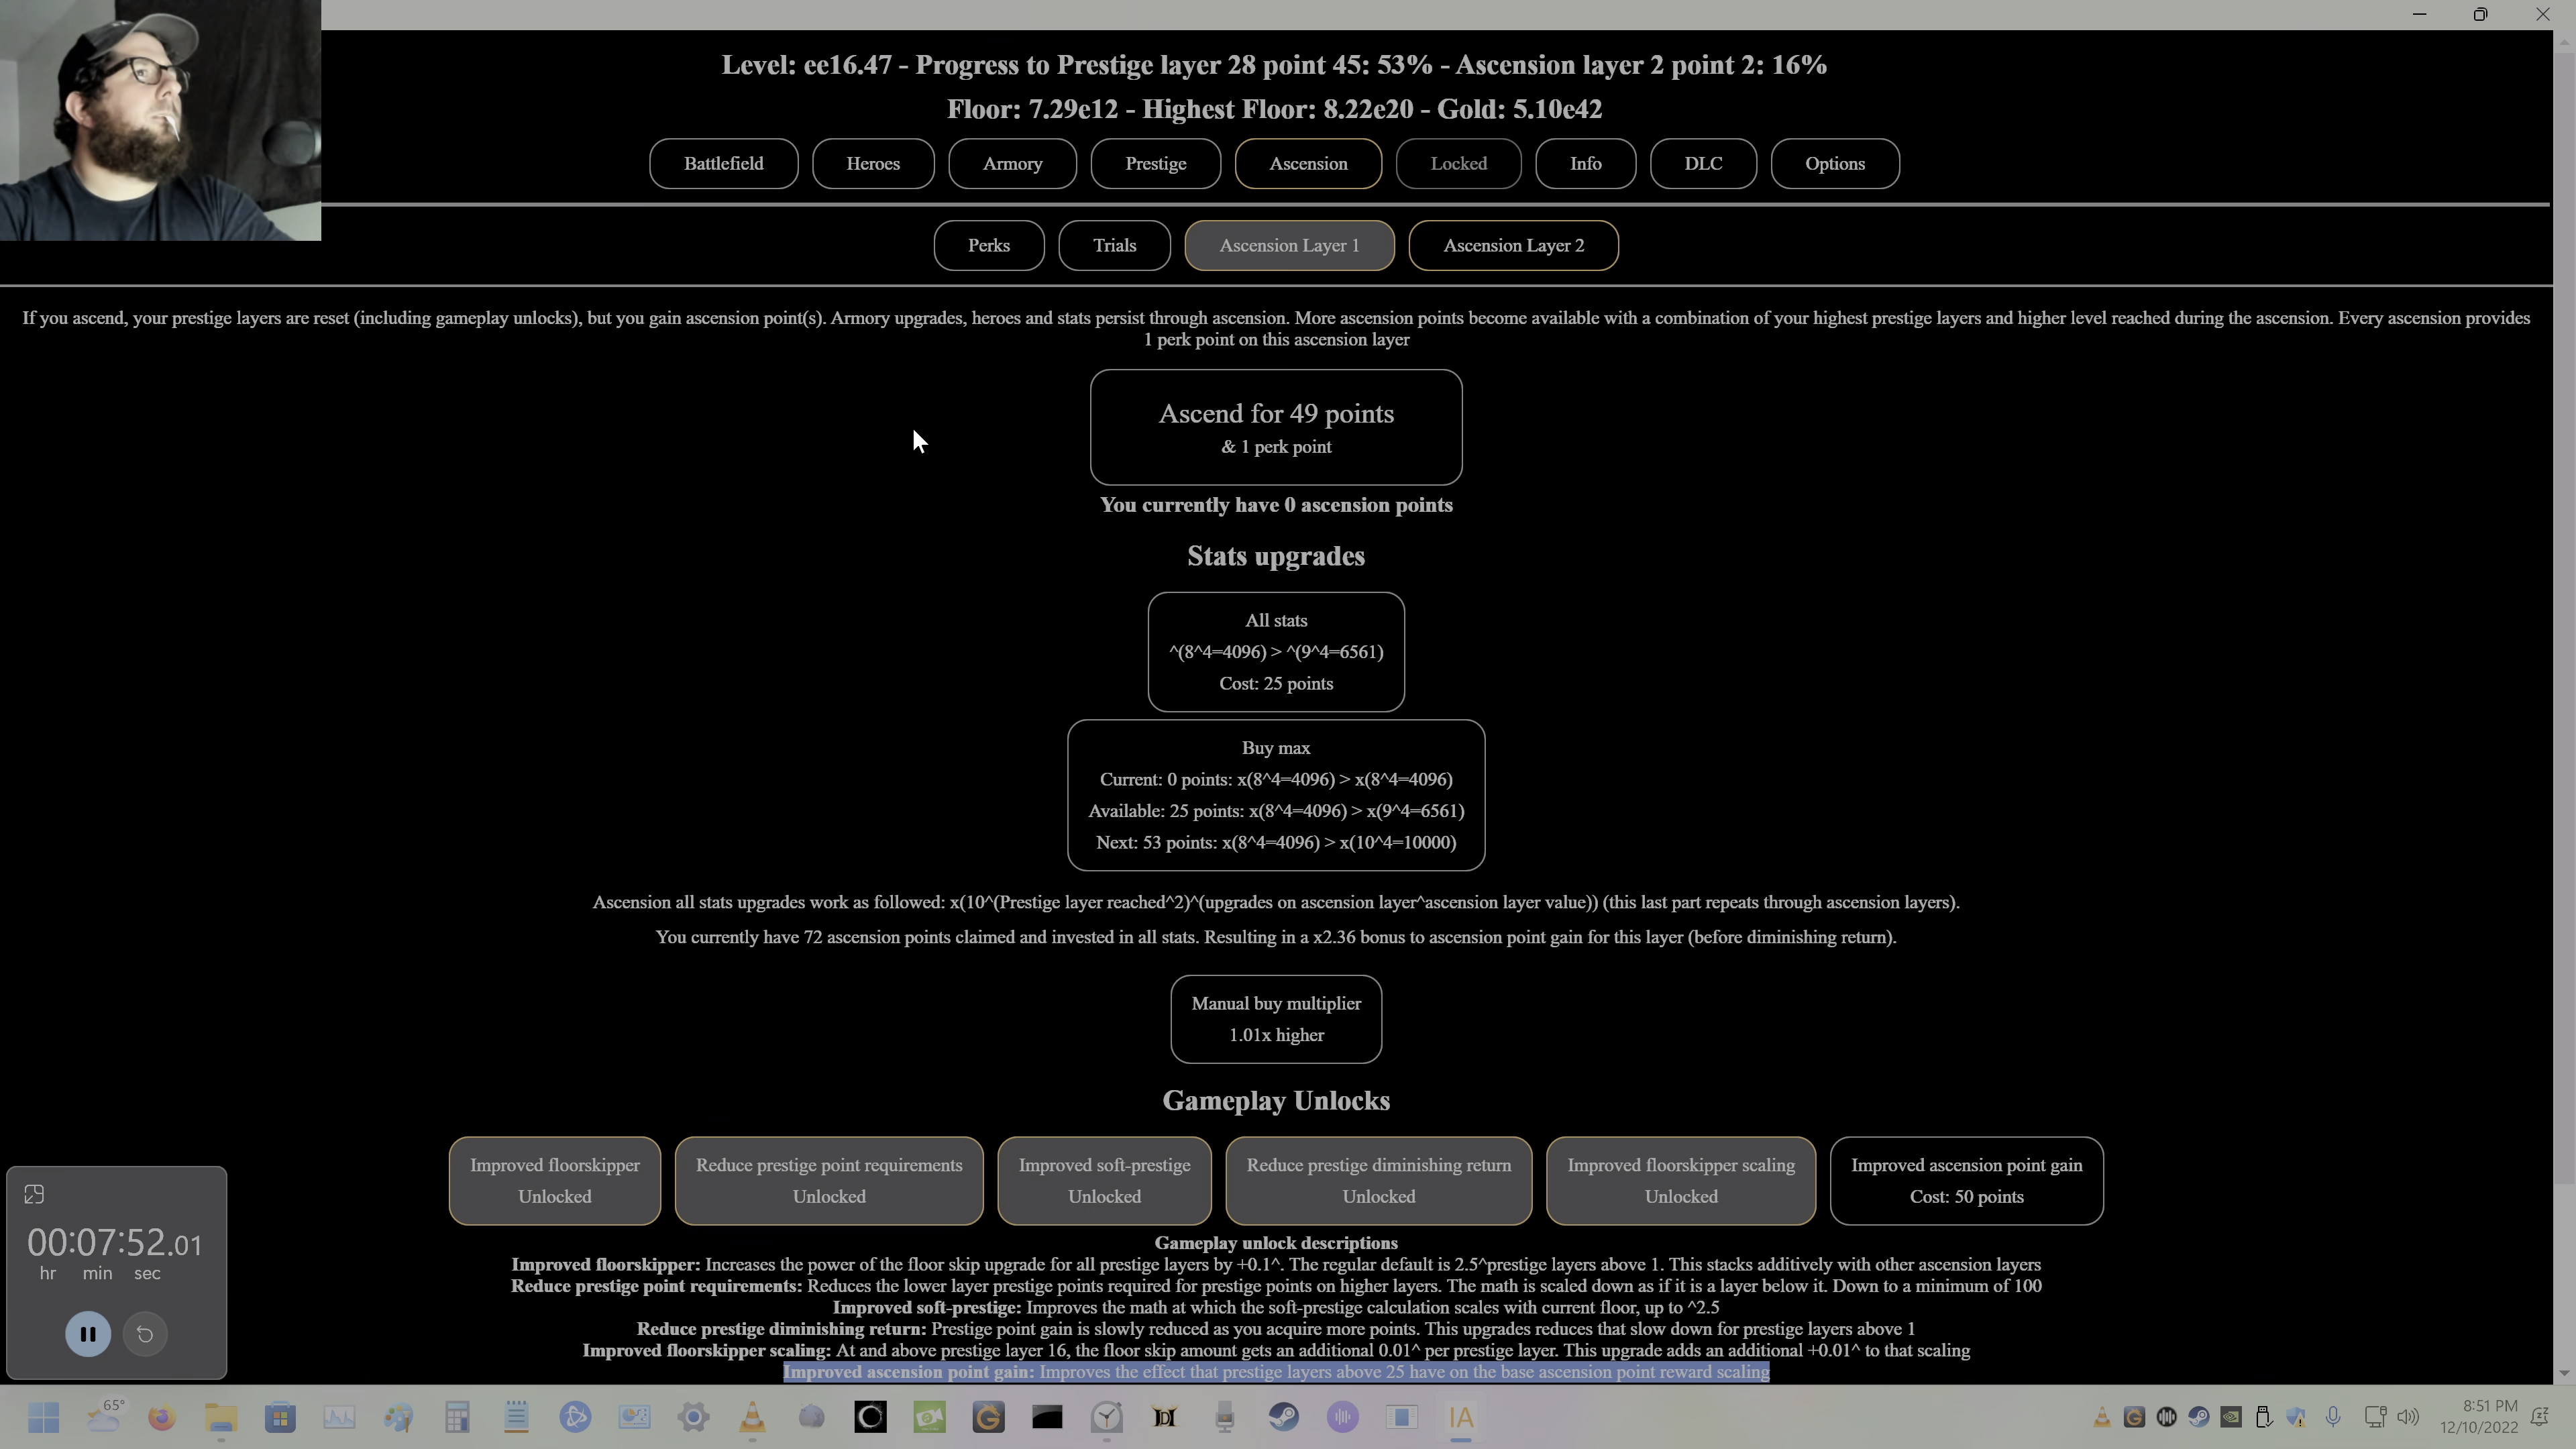 Level: ee16.47 - Progress to Prestige layer 28 point 45: 53% - Ascension layer 2 point 2: 16%
Floor: 7.29e12 - Highest Floor: 8.22e20 - Gold: 5.10e42
Battlefield Heroes Armory Prestige Ascension Locked Info DLC Options
Perks Trials Ascension Layer 1 Ascension Layer 2
If you ascend, your prestige layers are reset (including gameplay unlocks), but you gain ascension point(s). Armory upgrades, heroes and stats persist through ascension. More ascension points become available with a combination of your highest prestige layers and higher level reached during the ascension. Every ascension provides
1 perk point on this ascension layer
Ascend for 49 points
& 1 perk point
You currently have 0 ascension points
Stats upgrades
All stats
^(8^4=4096) > ^(9^4=6561)
Cost: 25 points
Buy max
Current: 0 points: x(8^4=4096) > x(8^4=4096)
Available: 25 points: x(8^4=4096) > x(9^4=6561)
Next: 53 points: x(8^4=4096) > x(10^4=10000)
Ascension all stats upgrades work as followed: x(10^(Prestige layer reached^2)^(upgrades on ascension layer^ascension layer value)) (this last part repeats through ascension layers).
You currently have 72 ascension points claimed and invested in all stats. Resulting in a x2.36 bonus to ascension point gain for this layer (before diminishing return).
Manual buy multiplier
1.01x higher
Gameplay Unlocks
Improved floorskipper Reduce prestige point requirements Improved soft-prestige Reduce prestige diminishing return Improved floorskipper scaling Improved ascension point gain
Unlocked Unlocked Unlocked Unlocked Unlocked Cost: 50 points
Gameplay unlock descriptions
Improved floorskipper: Increases the power of the floor skip upgrade for all prestige layers by +0.1^. The regular default is 2.5^prestige layers above 1. This stacks additively with other ascension layers
Reduce prestige point requirements: Reduces the lower layer prestige points required for prestige points on higher layers. The math is scaled down as if it is a layer below it. Down to a minimum of 100
Improved soft-prestige: Improves the math at which the soft-prestige calculation scales with current floor, up to ^2.5
Reduce prestige diminishing return: Prestige point gain is slowly reduced as you acquire more points. This upgrades reduces that slow down for prestige layers above 1
Improved floorskipper scaling: At and above prestige layer 16, the floor skip amount gets an additional 0.01^ per prestige layer. This upgrade adds an additional +0.01^ to that scaling
Improved ascension point gain: Improves the effect that prestige layers above 25 have on the base ascension point reward scaling
00:07:52.01
hr min sec
65°
IA
8:51 PM
12/10/2022